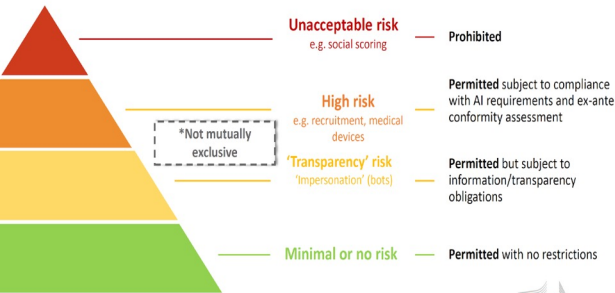 Unacceptable risk
e.g. social scoring
Prohibited
High risk
e.g. recruitment, medical
devices
Permitted subject to compliance
with AI requirements and ex-ante
conformity assessment
*Not mutually
exclusive
‘Transparency’ risk
‘Impersonation’ (bots)
Permitted but subject to
information/transparency
obligations
Minimal or no risk
Permitted with no restrictions